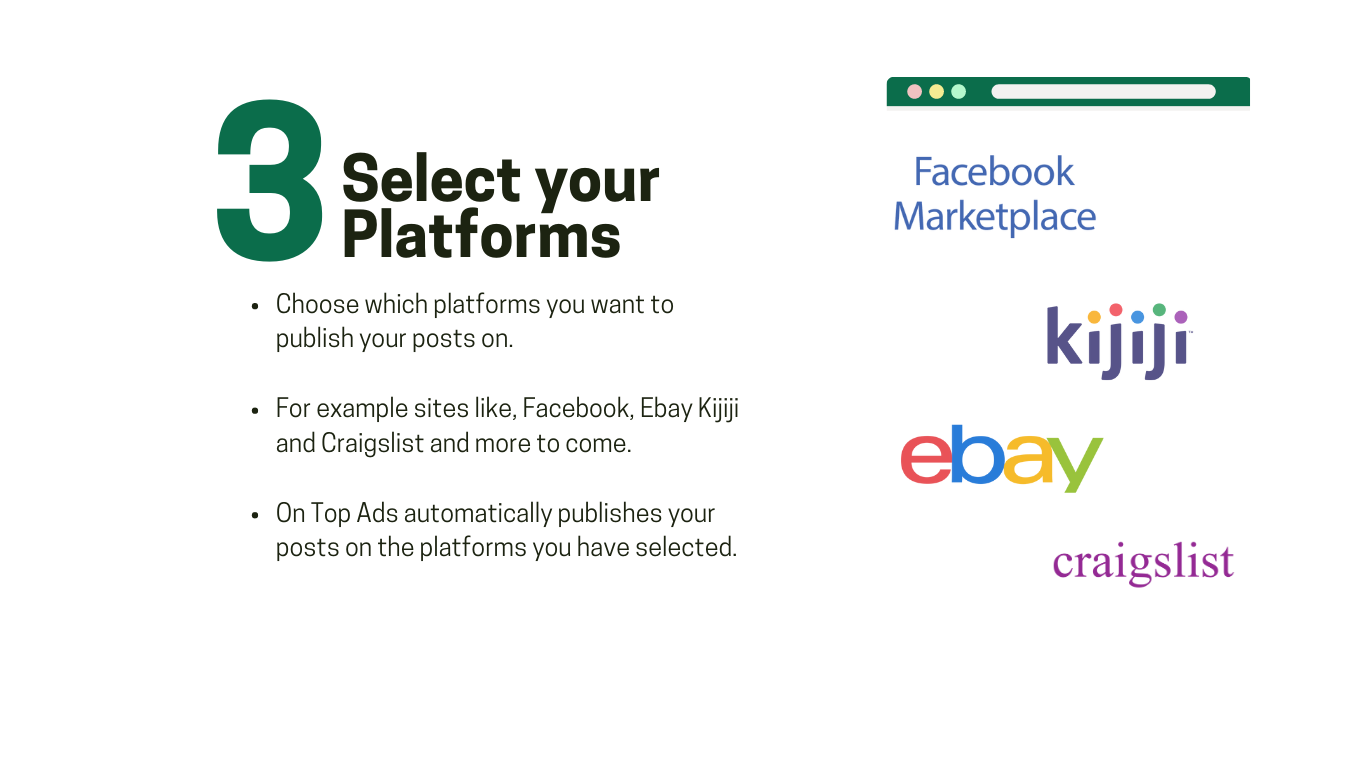 3
Select your
Platforms
• Choose which platforms you want to
publish your posts on.
• For example sites like, Facebook, Ebay Kijiji
and Craigslist and more to come.
• On Top Ads automatically publishes your
posts on the platforms you have selected.
Facebook
Marketplace
kijiji™
ebay
craigslist